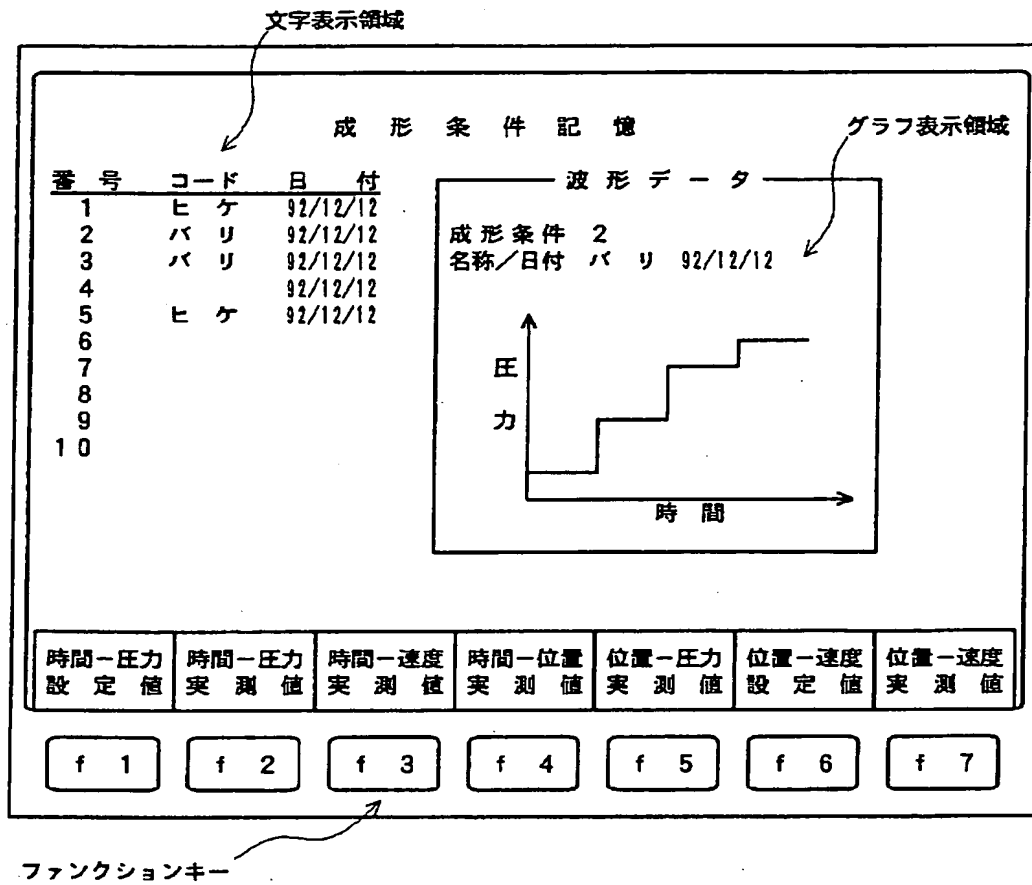 文字表示領域
成形条件記憶
グラフ表示領域
番号 コード 日付
1 ヒケ 92/12/12
2 バリ 92/12/12
3 バリ 92/12/12
4 92/12/12
5 ヒケ 92/12/12
6
7
8
9
10
波形データ
成形条件 2
名称/日付 バリ 92/12/12
圧力
時間
時間-圧力 時間-圧力 時間-速度 時間-位置 位置-圧力 位置-速度 位置-速度
設定値 実測値 実測値 実測値 実測値 設定値 実測値
f 1 f 2 f 3 f 4 f 5 f 6 f 7
ファンクションキー